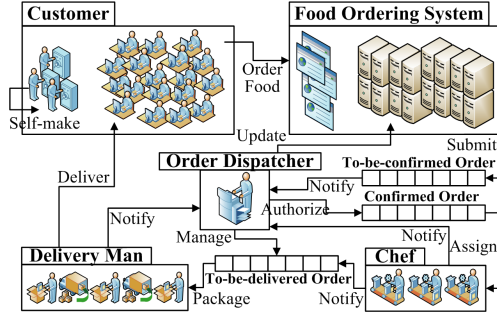 Customer
Food Ordering System
Order
Food
Self-make
Update
Submit
Order Dispatcher
To-be-confirmed Order
Deliver
Notify
Confirmed Order
Notify
Authorize
Manage
Notify
Assign
Delivery Man
Chef
To-be-delivered Order
Package
Notify